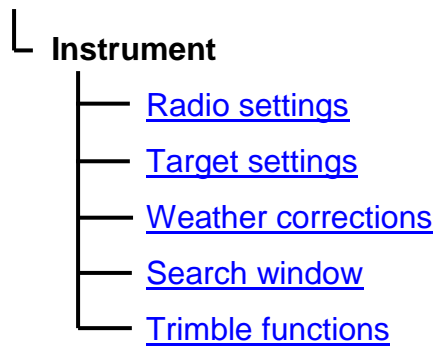 Instrument
Radio settings
Target settings
Weather corrections
Search window
Trimble functions